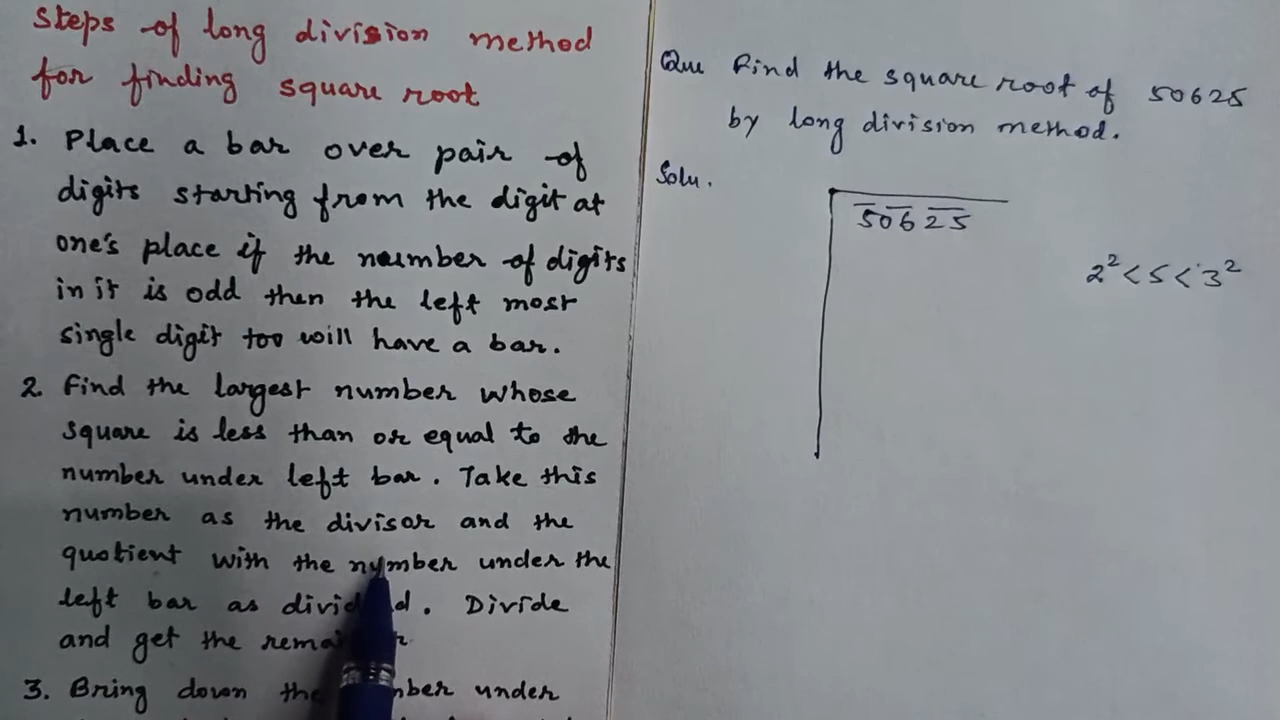 Steps of long division method
for finding square root
1. Place a bar over pair of
digits starting from the digit at
one's place if the number of digits
in it is odd then the left most
single digit too will have a bar.
2. Find the largest number whose
square is less than or equal to the
number under left bar. Take this
number as the divisor and the
quotient with the number under the
left bar as
. Divide
and get the
3. Bring down the number under
Que Find the square root of 50625
by long division method.
Solu.
50625
2² < 5 < 3²